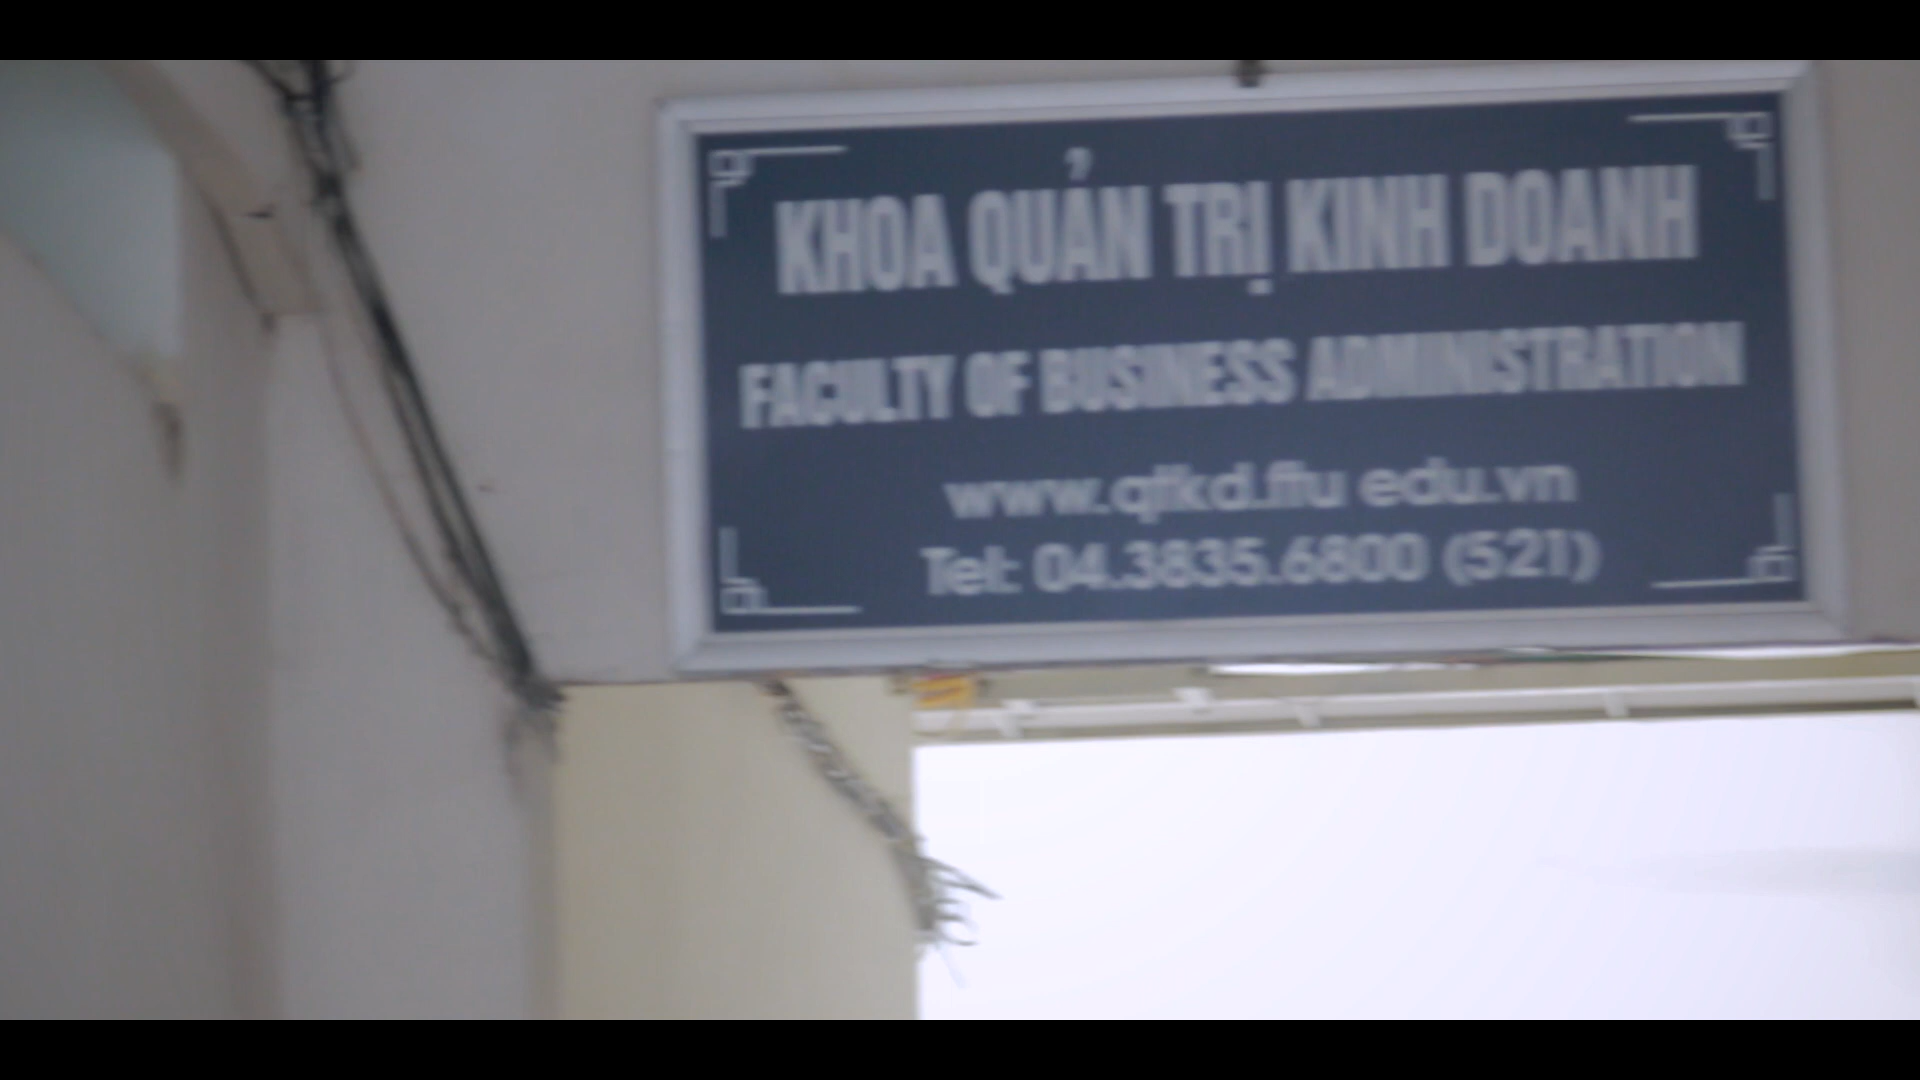 KHOA QUẢN TRỊ KINH DOANH
FACULTY OF BUSINESS ADMINISTRATION
www.qtkd.ftu edu.vn
Tel: 04.3835.6800 (521)